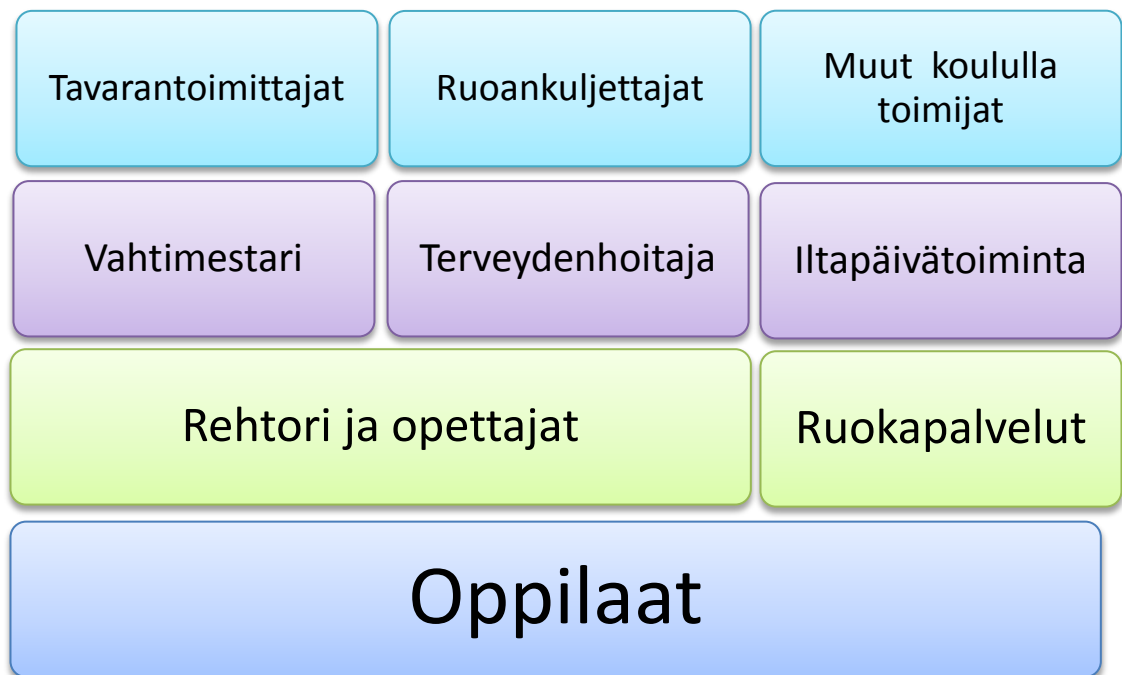 Tavarantoimittajat
Ruoankuljettajat
Muut koululla
toimijat
Vahtimestari
Terveydenhoitaja
Iltapäivätoiminta
Rehtori ja opettajat
Ruokapalvelut
Oppilaat